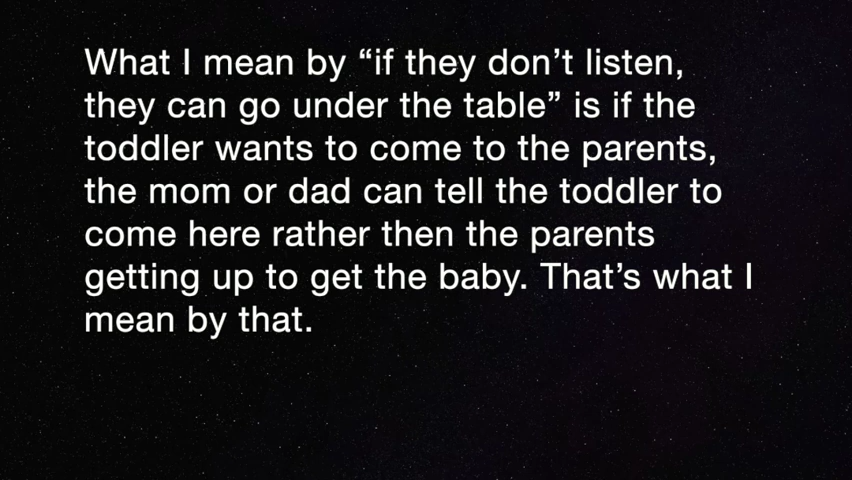 What I mean by “if they don’t listen,
they can go under the table” is if the
toddler wants to come to the parents,
the mom or dad can tell the toddler to
come here rather then the parents
getting up to get the baby. That’s what I
mean by that.